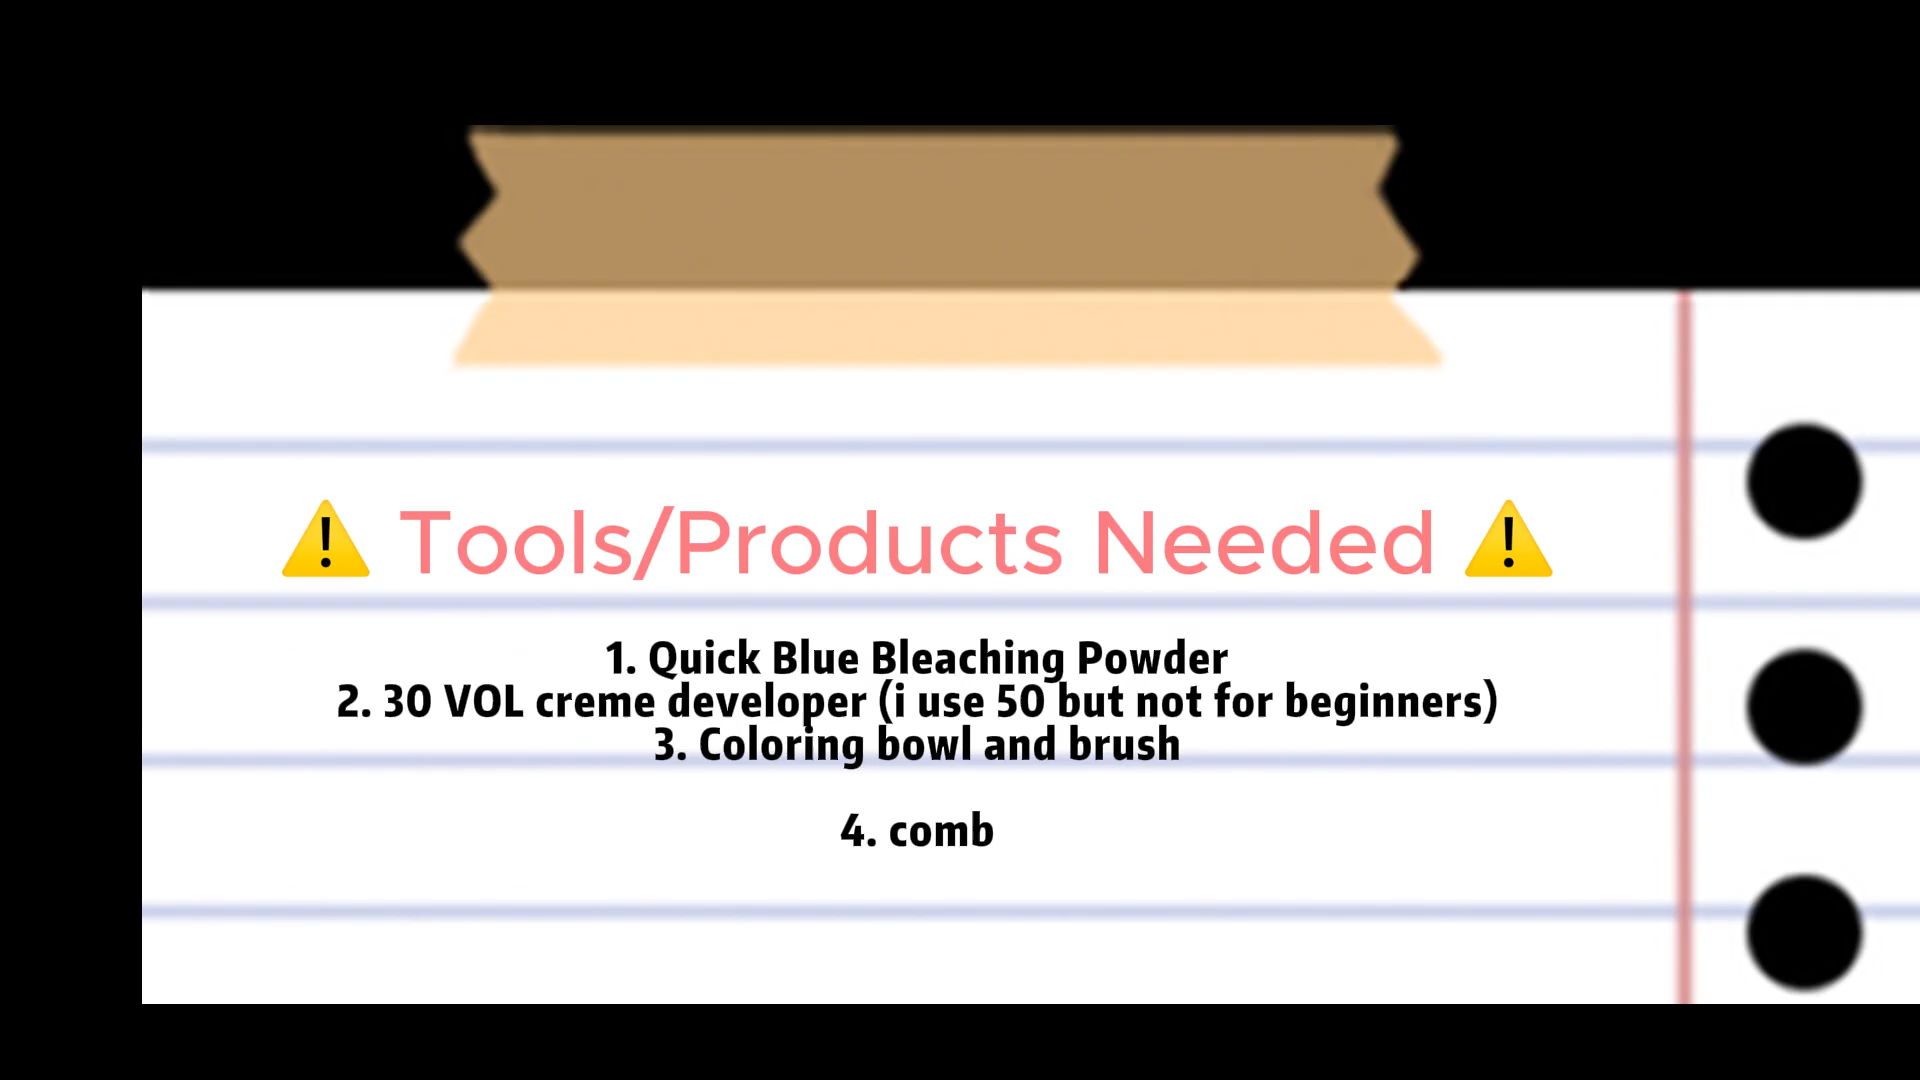 ⚠️ Tools/Products Needed ⚠️
1. Quick Blue Bleaching Powder
2. 30 VOL creme developer (i use 50 but not for beginners)
3. Coloring bowl and brush
4. comb